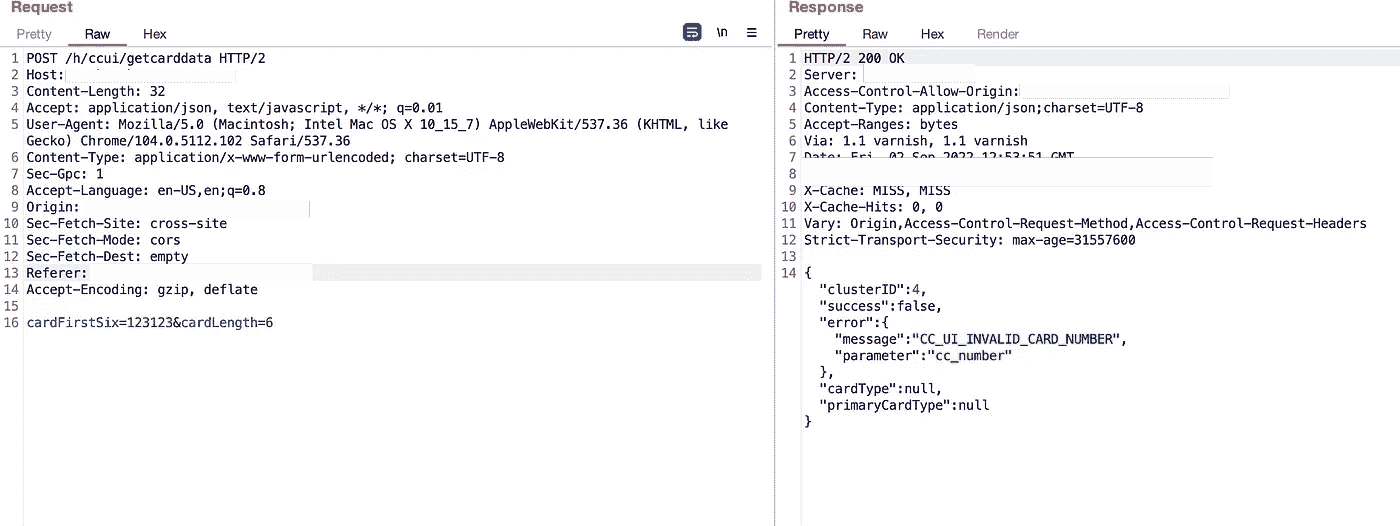 Request
Pretty Raw Hex \n
1 POST /h/ccui/getcarddata HTTP/2
2 Host:
3 Content-Length: 32
4 Accept: application/json, text/javascript, */*; q=0.01
5 User-Agent: Mozilla/5.0 (Macintosh; Intel Mac OS X 10_15_7) AppleWebKit/537.36 (KHTML, like
Gecko) Chrome/104.0.5112.102 Safari/537.36
6 Content-Type: application/x-www-form-urlencoded; charset=UTF-8
7 Sec-Gpc: 1
8 Accept-Language: en-US,en;q=0.8
9 Origin:
10 Sec-Fetch-Site: cross-site
11 Sec-Fetch-Mode: cors
12 Sec-Fetch-Dest: empty
13 Referer:
14 Accept-Encoding: gzip, deflate
15
16 cardFirstSix=123123&cardLength=6
Response
Pretty Raw Hex Render
1 HTTP/2 200 OK
2 Server:
3 Access-Control-Allow-Origin:
4 Content-Type: application/json;charset=UTF-8
5 Accept-Ranges: bytes
6 Via: 1.1 varnish, 1.1 varnish
7 Date: Fri, 02 Sep 2022 12:53:51 GMT
8
9 X-Cache: MISS, MISS
10 X-Cache-Hits: 0, 0
11 Vary: Origin,Access-Control-Request-Method,Access-Control-Request-Headers
12 Strict-Transport-Security: max-age=31557600
13
14 {
"clusterID":4,
"success":false,
"error":{
"message":"CC_UI_INVALID_CARD_NUMBER",
"parameter":"cc_number"
},
"cardType":null,
"primaryCardType":null
}